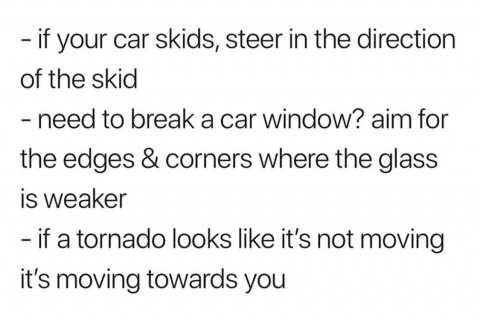 - if your car skids, steer in the direction
of the skid
- need to break a car window? aim for
the edges & corners where the glass
is weaker
- if a tornado looks like it's not moving
it's moving towards you